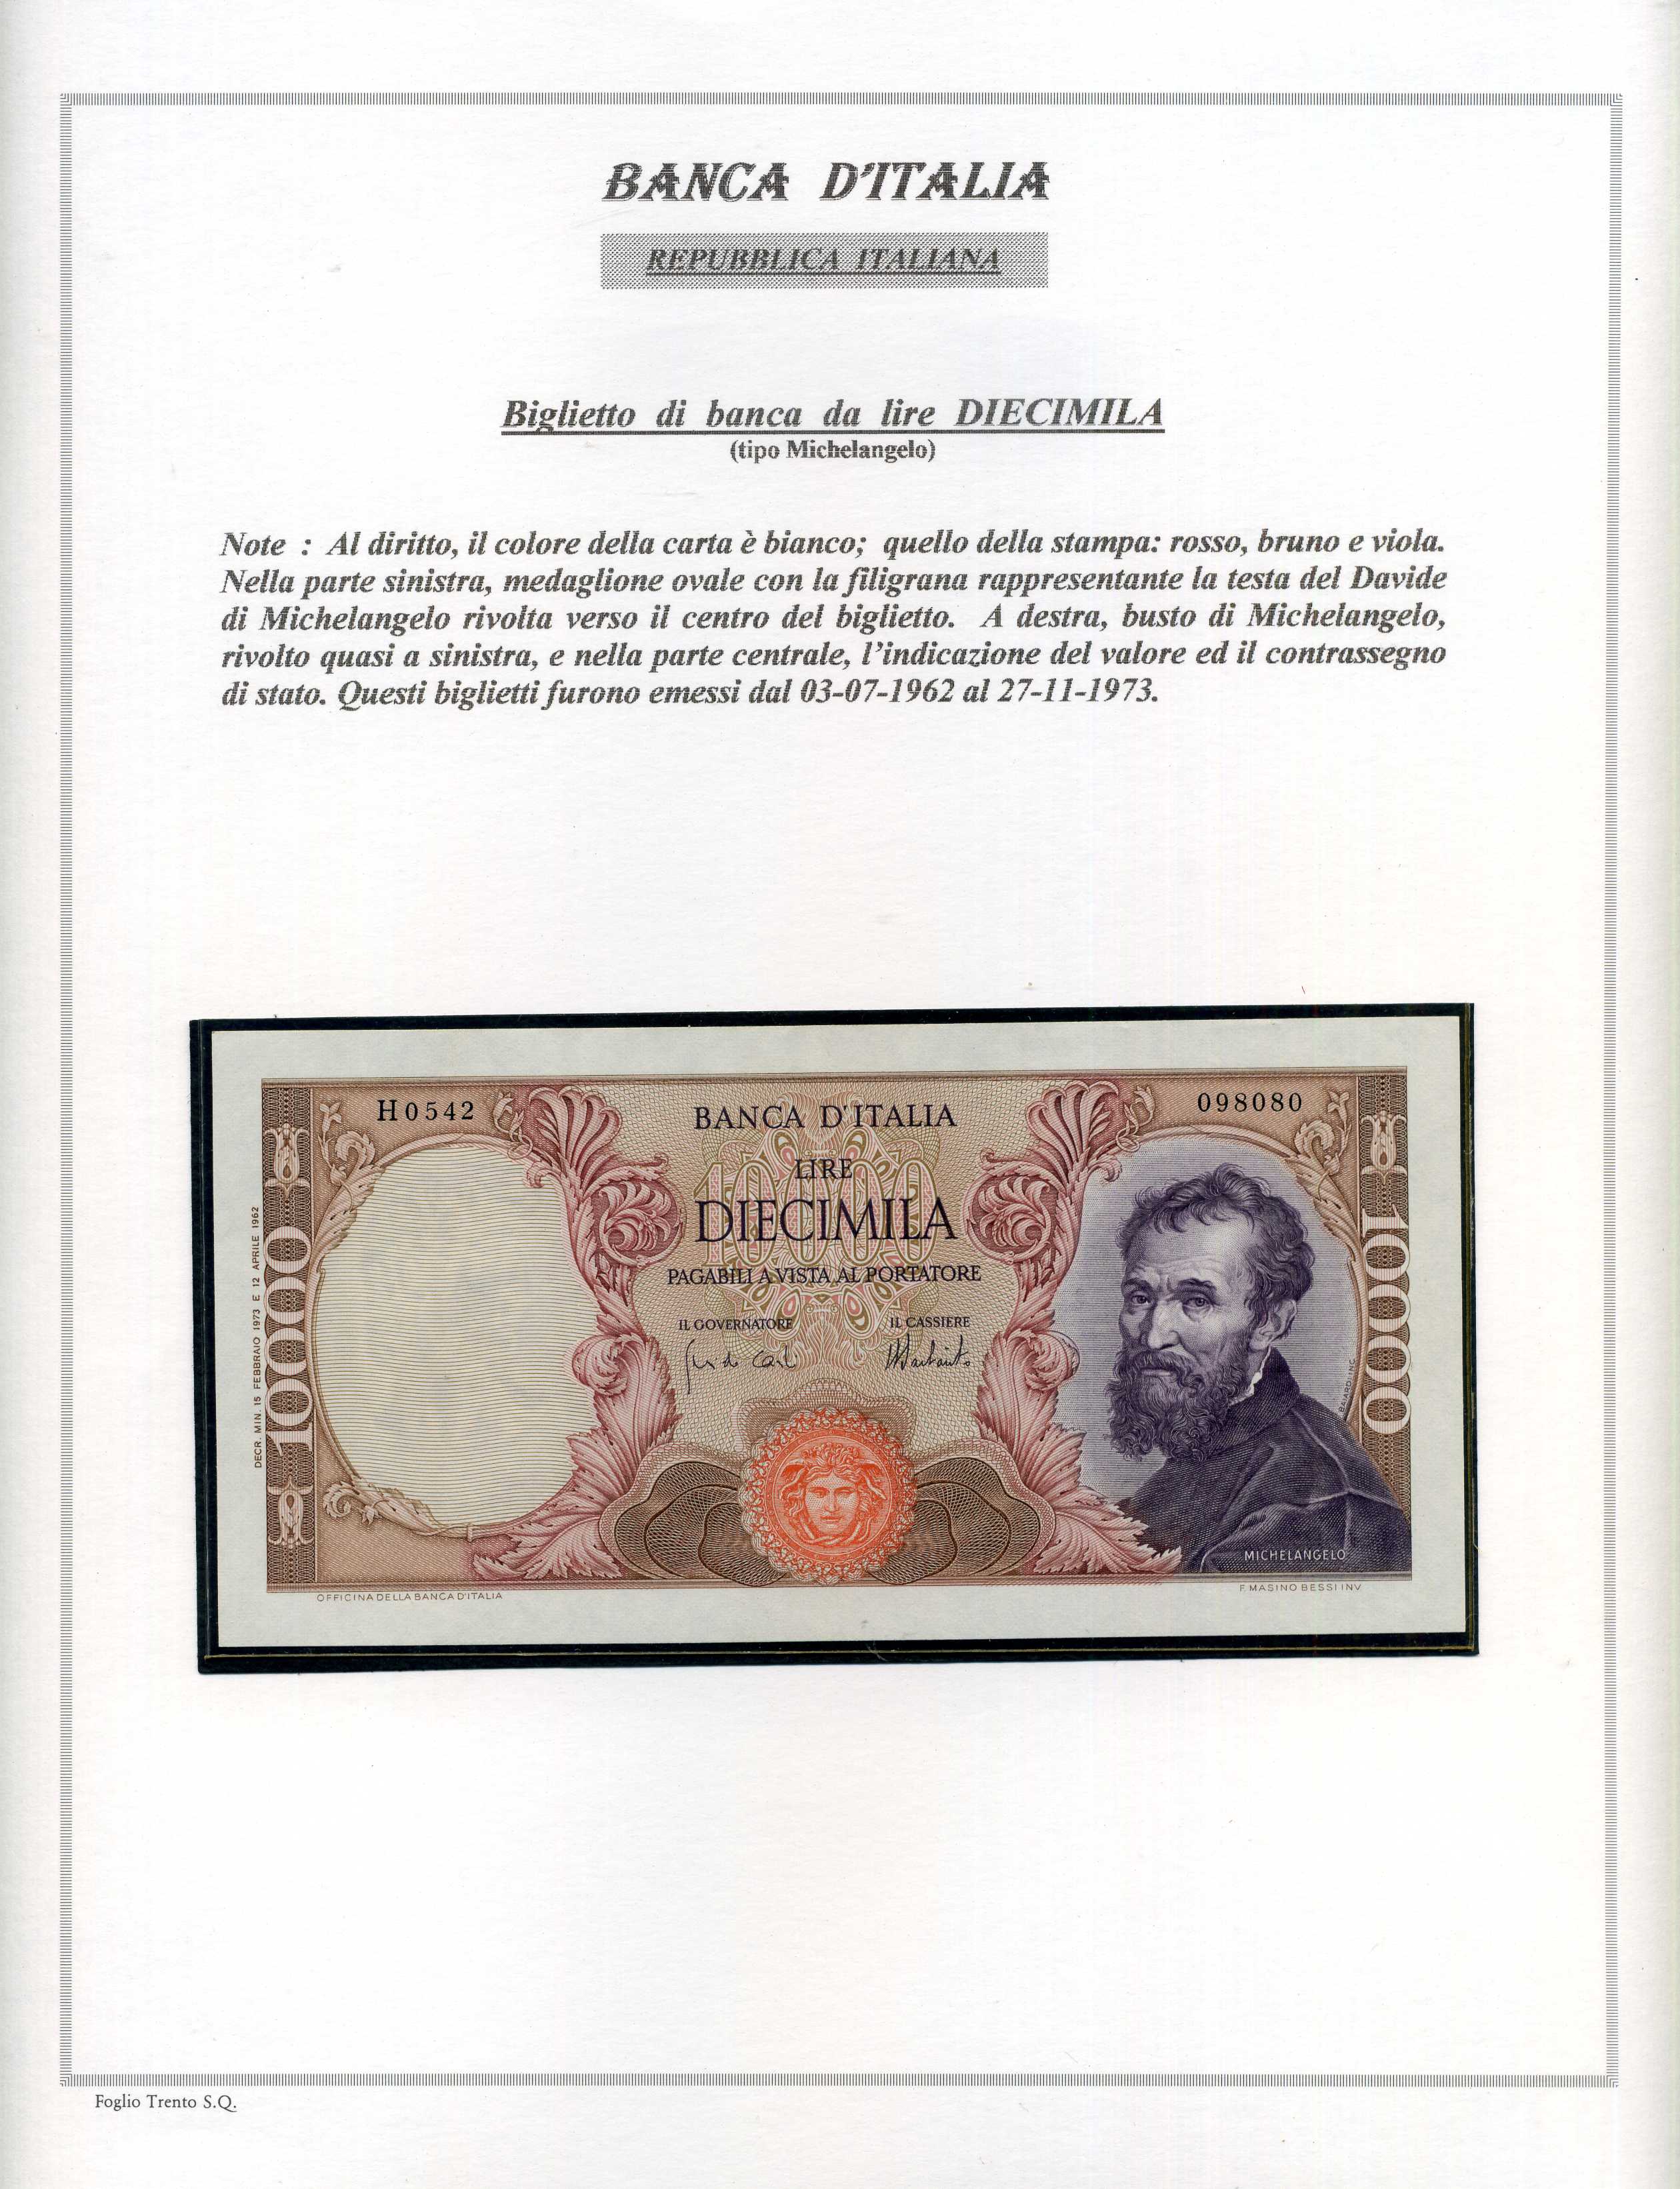 BANCA D'ITALIA
REPUBBLICA ITALIANA
Biglietto di banca da lire DIECIMILA
(tipo Michelangelo)
Note : Al diritto, il colore della carta è bianco; quello della stampa: rosso, bruno e viola.
Nella parte sinistra, medaglione ovale con la filigrana rappresentante la testa del Davide
di Michelangelo rivolta verso il centro del biglietto. A destra, busto di Michelangelo,
rivolto quasi a sinistra, e nella parte centrale, l'indicazione del valore ed il contrassegno
di stato. Questi biglietti furono emessi dal 03-07-1962 al 27-11-1973.
H0542
098080
BANCA D'ITALIA
10000
LIRE
DIECIMILA
PAGABILI A VISTA AL PORTATORE
IL GOVERNATORE
IL CASSIERE
Guido Carli
DECR. MIN. 15 FEBBRAIO 1973 E 12 APRILE 1962
10000
10000
MICHELANGELO
OFFICINA DELLA BANCA D'ITALIA
F. MASINO BESSI INV
Foglio Trento S.Q.